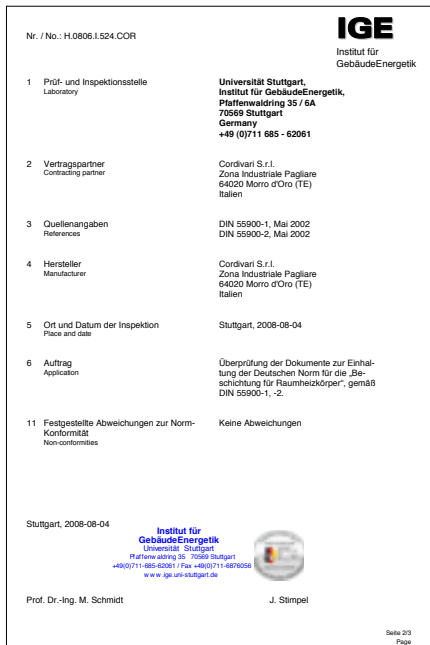 Nr. / No.: H.0806.I.524.COR
IGE
Institut für
GebäudeEnergetik
1 Prüf- und Inspektionsstelle
Laboratory
Universität Stuttgart,
Institut für GebäudeEnergetik,
Pfaffenwaldring 35 / 6A
70569 Stuttgart
Germany
+49 (0)711 685 - 62061
2 Vertragspartner
Contracting partner
Cordivari S.r.l.
Zona Industriale Pagliare
64020 Morro d'Oro (TE)
Italien
3 Quellenangaben
References
DIN 55900-1, Mai 2002
DIN 55900-2, Mai 2002
4 Hersteller
Manufacturer
Cordivari S.r.l.
Zona Industriale Pagliare
64020 Morro d'Oro (TE)
Italien
5 Ort und Datum der Inspektion
Place and date
Stuttgart, 2008-08-04
6 Auftrag
Application
Überprüfung der Dokumente zur Einhal-
tung der Deutschen Norm für die „Be-
schichtung für Raumheizkörper“, gemäß
DIN 55900-1, -2.
11 Festgestellte Abweichungen zur Norm-
Konformität
Non-conformities
Keine Abweichungen
Stuttgart, 2008-08-04
Institut für
GebäudeEnergetik
Universität Stuttgart
Pfaffenwaldring 35 70569 Stuttgart
+49(0)711-685-62061 / Fax +49(0)711-6876056
www.ige.uni-stuttgart.de
Prof. Dr.-Ing. M. Schmidt
J. Stimpel
Seite 2/3
Page